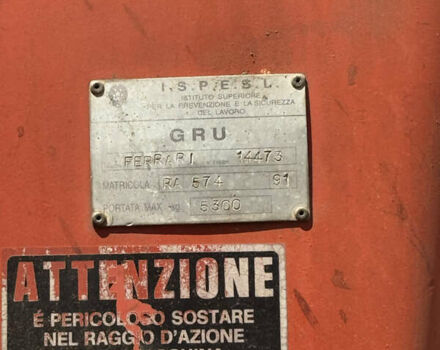 I.S.P.E.S.L.
ISTITUTO SUPERIORE
PER LA PREVENZIONE E LA SICUREZZA
DEL LAVORO
GRU
FERRARI 14473
MATRICOLA RA 574 91
PORTATA MAX kg 5300
ATTENZIONE
É PERICOLOSO SOSTARE
NEL RAGGIO D'AZIONE